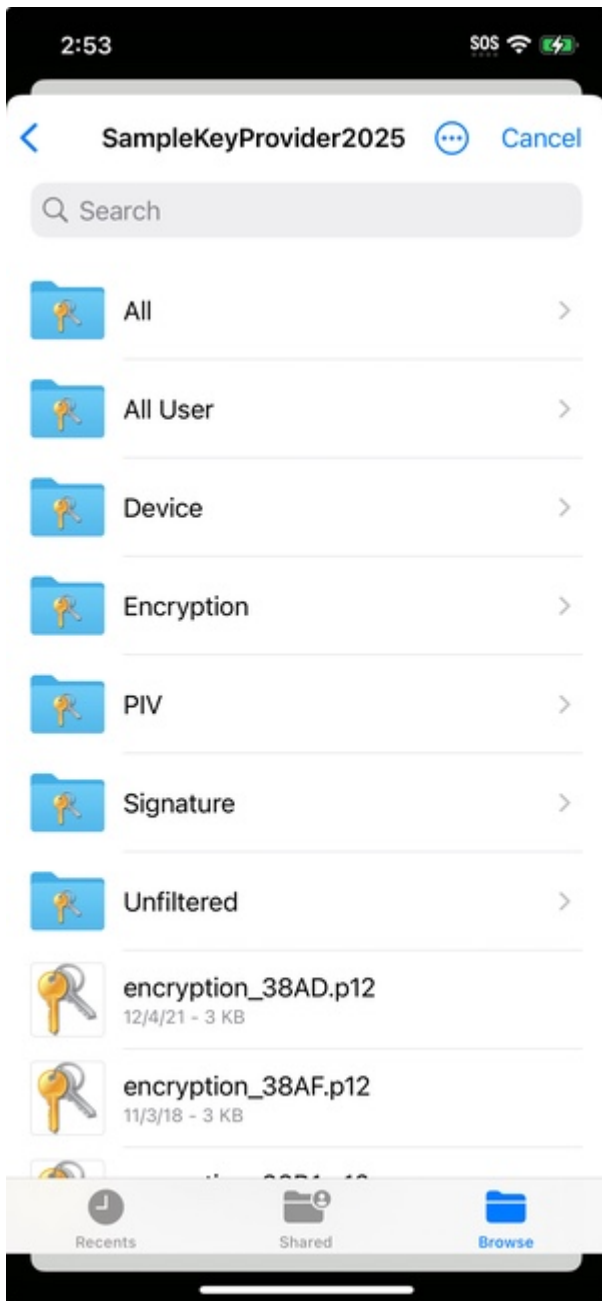 2:53
SOS
SampleKeyProvider2025
Cancel
Search
All
All User
Device
Encryption
PIV
Signature
Unfiltered
encryption_38AD.p12
12/4/21 - 3 KB
encryption_38AF.p12
11/3/18 - 3 KB
Recents
Shared
Browse